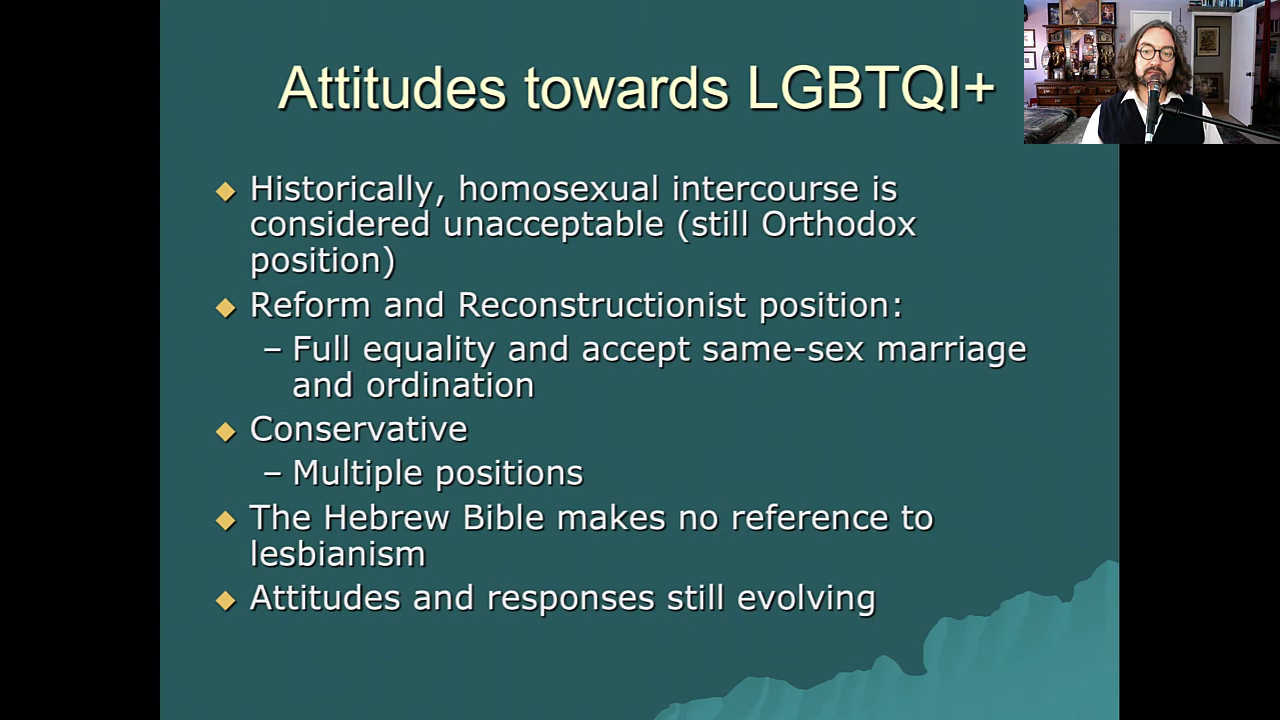 Attitudes towards LGBTQI+
Historically, homosexual intercourse is
considered unacceptable (still Orthodox
position)
Reform and Reconstructionist position:
– Full equality and accept same-sex marriage
and ordination
Conservative
– Multiple positions
The Hebrew Bible makes no reference to
lesbianism
Attitudes and responses still evolving